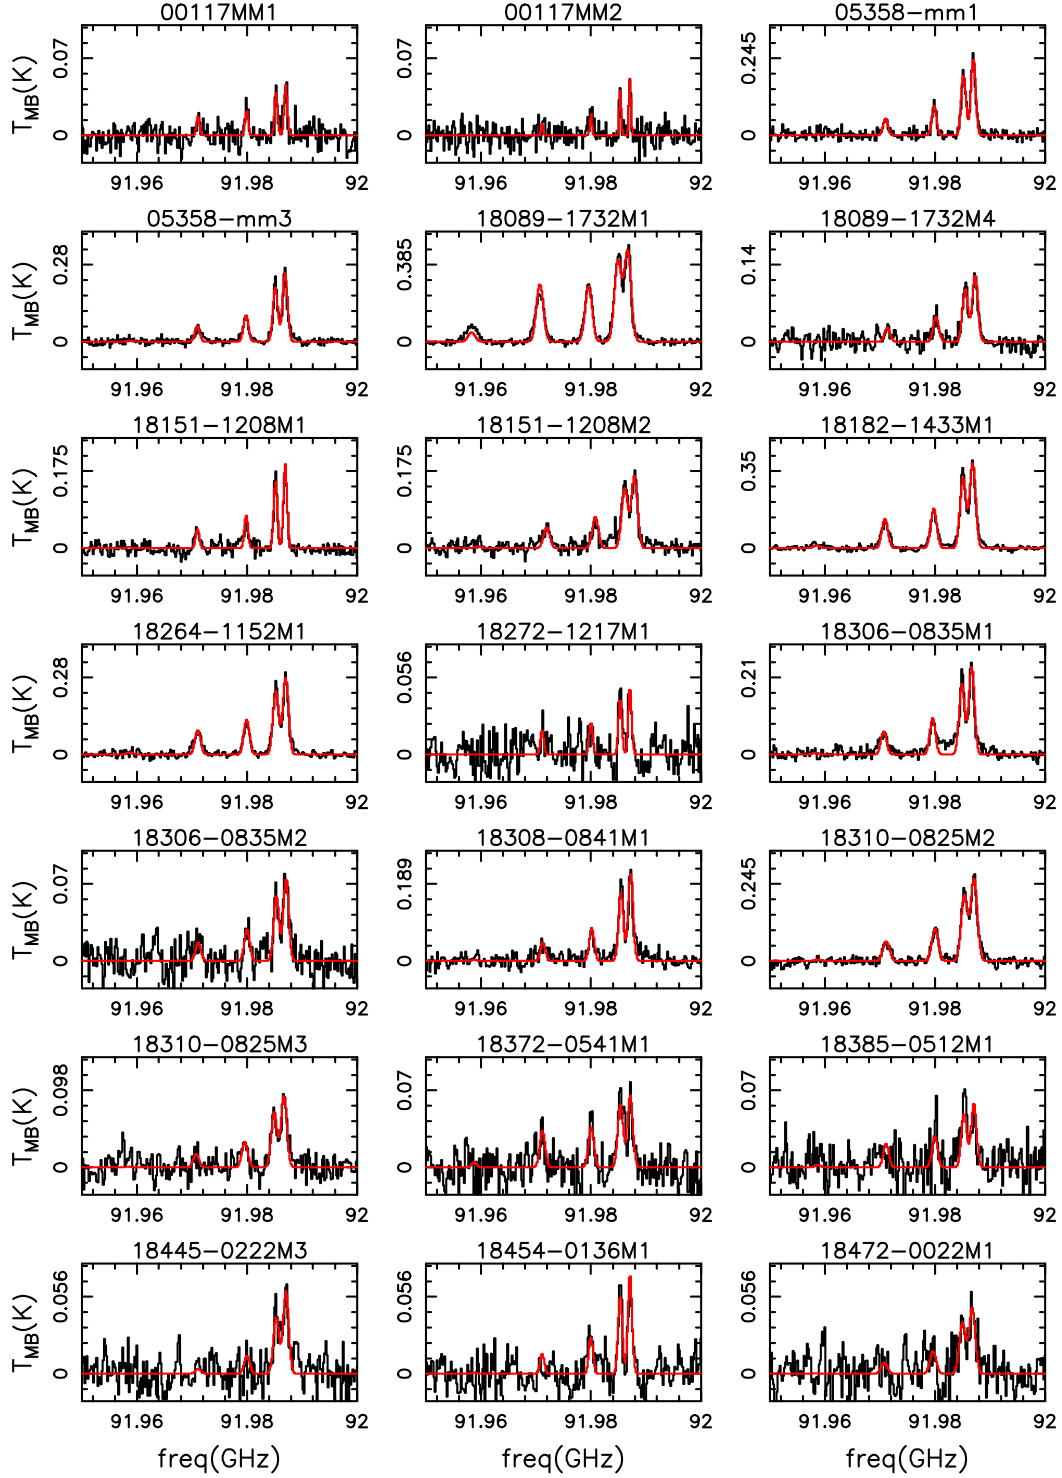 00117MM1 00117MM2 05358-mm1
T_MB(K) 0.07 0 0.07 0 0.245 0
91.96 91.98 92 91.96 91.98 92 91.96 91.98 92
05358-mm3 18089-1732M1 18089-1732M4
T_MB(K) 0.28 0 0.385 0 0.14 0
91.96 91.98 92 91.96 91.98 92 91.96 91.98 92
18151-1208M1 18151-1208M2 18182-1433M1
T_MB(K) 0.175 0 0.175 0 0.35 0
91.96 91.98 92 91.96 91.98 92 91.96 91.98 92
18264-1152M1 18272-1217M1 18306-0835M1
T_MB(K) 0.28 0 0.056 0 0.21 0
91.96 91.98 92 91.96 91.98 92 91.96 91.98 92
18306-0835M2 18308-0841M1 18310-0825M2
T_MB(K) 0.07 0 0.189 0 0.245 0
91.96 91.98 92 91.96 91.98 92 91.96 91.98 92
18310-0825M3 18372-0541M1 18385-0512M1
T_MB(K) 0.098 0 0.07 0 0.07 0
91.96 91.98 92 91.96 91.98 92 91.96 91.98 92
18445-0222M3 18454-0136M1 18472-0022M1
T_MB(K) 0.056 0 0.056 0 0.056 0
91.96 91.98 92 91.96 91.98 92 91.96 91.98 92
freq(GHz) freq(GHz) freq(GHz)